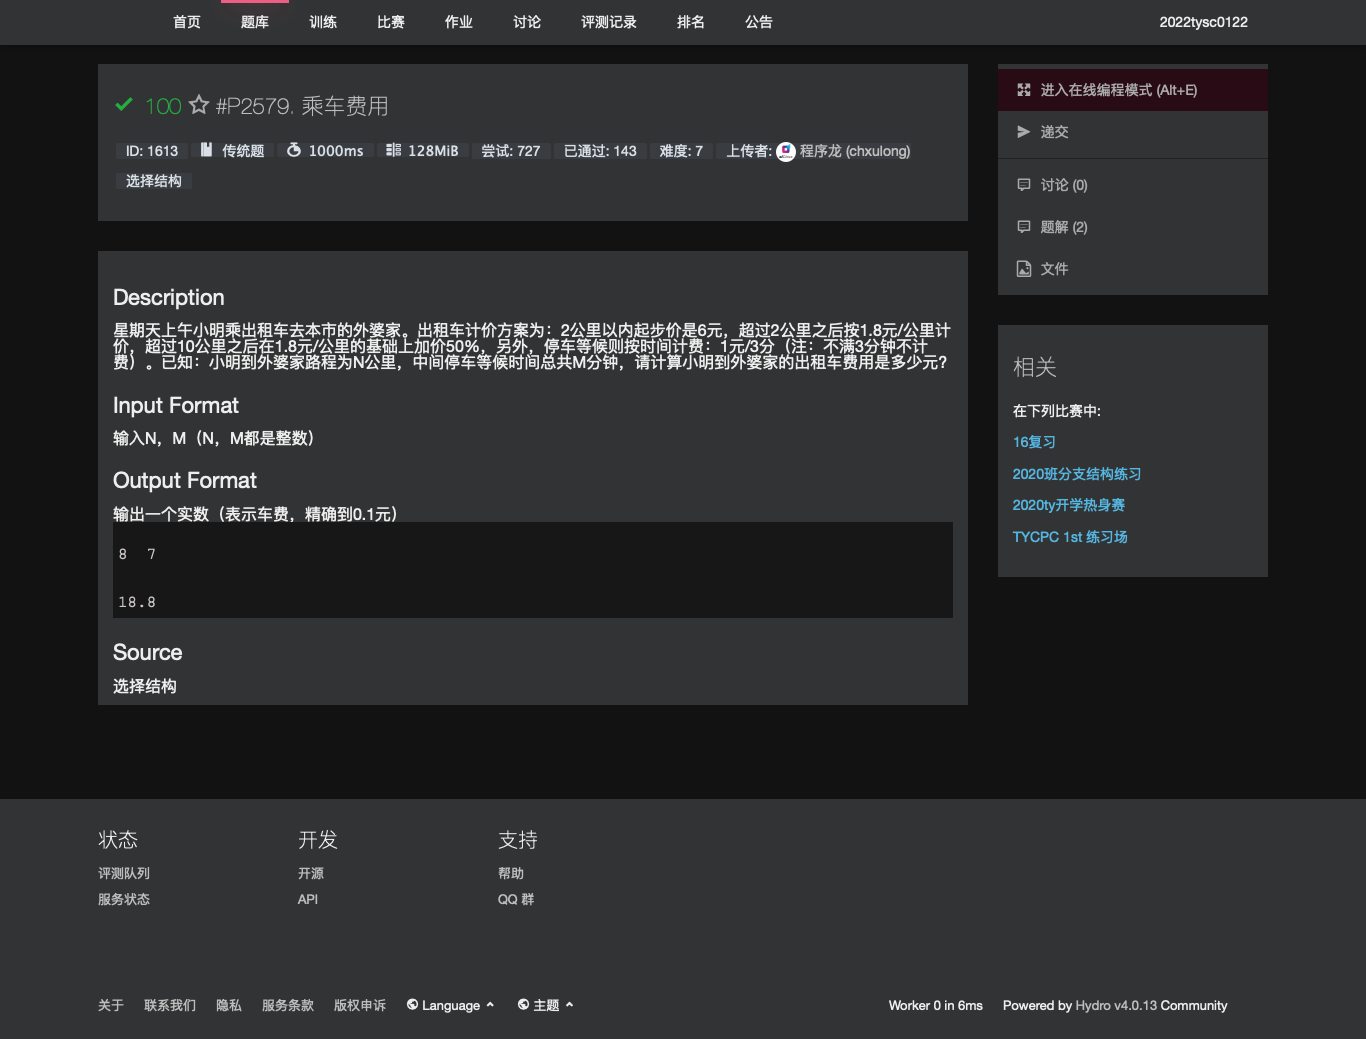 首页 题库 训练 比赛 作业 讨论 评测记录 排名 公告 2022tysc0122
100 #P2579. 乘车费用
ID: 1613 传统题 1000ms 128MiB 尝试: 727 已通过: 143 难度: 7 上传者: 程序龙 (chxulong)
选择结构
Description
星期天上午小明乘出租车去本市的外婆家。出租车计价方案为：2公里以内起步价是6元，超过2公里之后按1.8元/公里计
价，超过10公里之后在1.8元/公里的基础上加价50%，另外，停车等候则按时间计费：1元/3分（注：不满3分钟不计
费）。已知：小明到外婆家路程为N公里，中间停车等候时间总共M分钟，请计算小明到外婆家的出租车费用是多少元？
Input Format
输入N，M（N，M都是整数）
Output Format
输出一个实数（表示车费，精确到0.1元）
8  7
18.8
Source
选择结构
进入在线编程模式 (Alt+E)
递交
讨论 (0)
题解 (2)
文件
相关
在下列比赛中:
16复习
2020班分支结构练习
2020ty开学热身赛
TYCPC 1st 练习场
状态 开发 支持
评测队列 开源 帮助
服务状态 API QQ 群
关于 联系我们 隐私 服务条款 版权申诉 Language 主题 Worker 0 in 6ms Powered by Hydro v4.0.13 Community